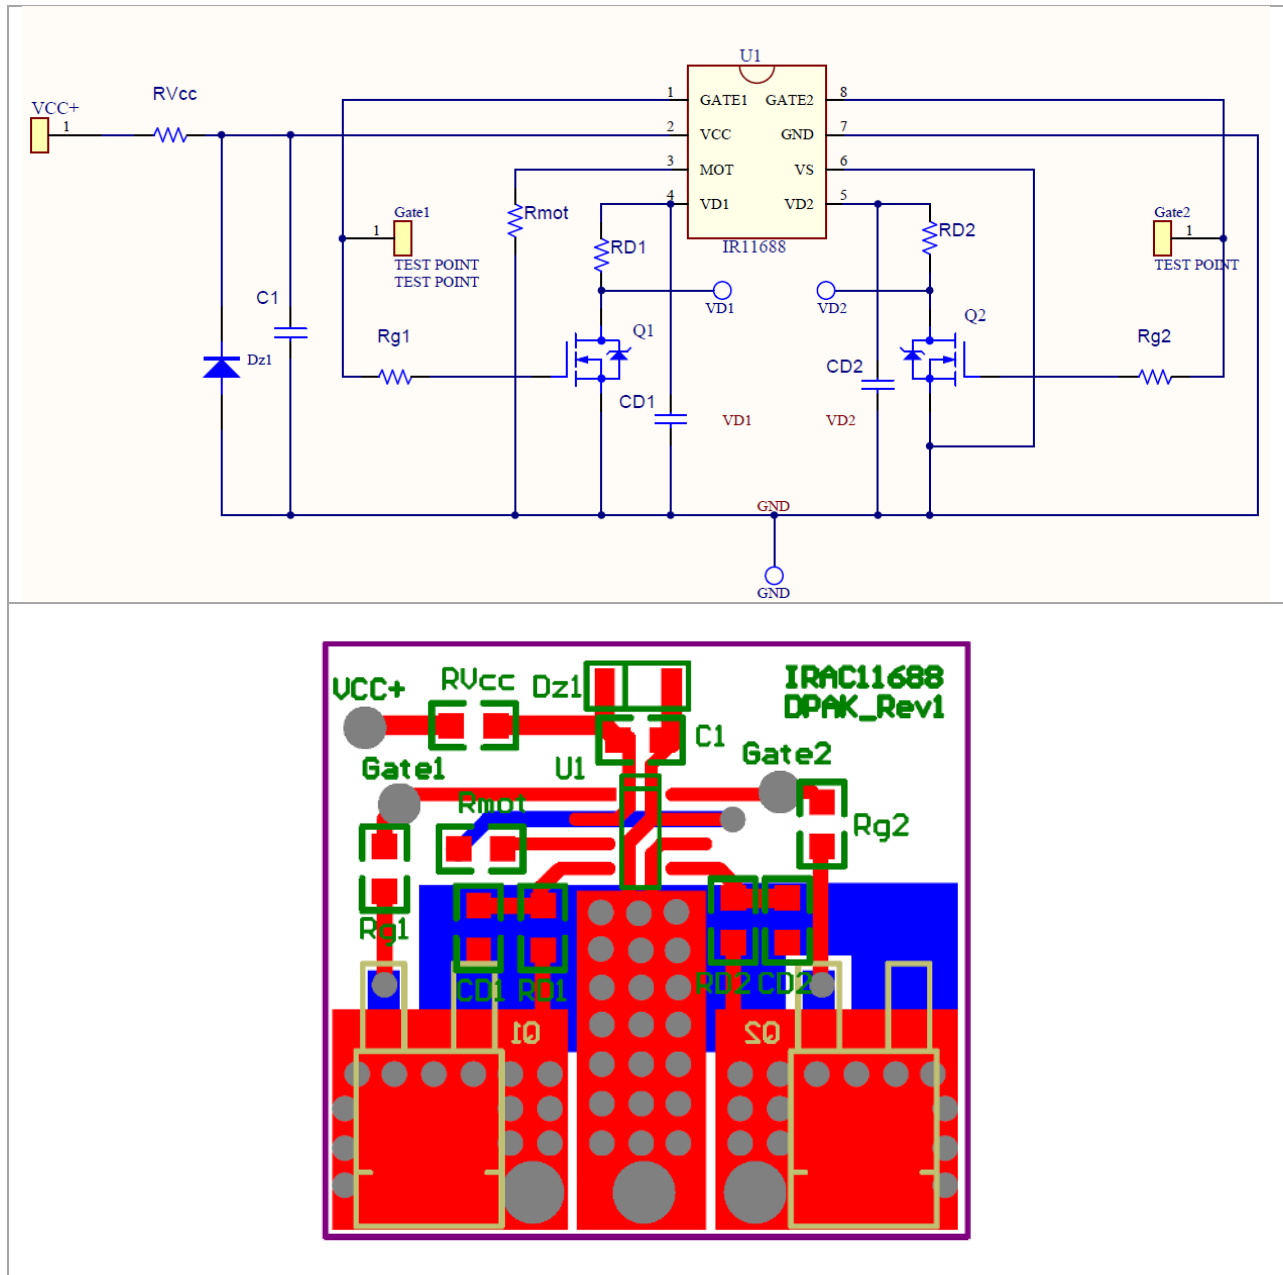 U1
RVcc
VCC+
1
1
GATE1
GATE2
8
2
VCC
GND
7
3
MOT
VS
6
4
VD1
VD2
5
IR11688
Rmot
Gate1
1
TEST POINT
TEST POINT
RD1
RD2
Gate2
1
TEST POINT
VD1
VD2
C1
Dz1
Rg1
Q1
Q2
Rg2
CD1
CD2
VD1
VD2
GND
GND
VCC+
RVcc
Dz1
IRAC11688
DPAK_Rev1
C1
Gate1
U1
Gate2
Rmot
Rg2
Rg1
CD1
RD1
RD2
CD2
Q1
Q2